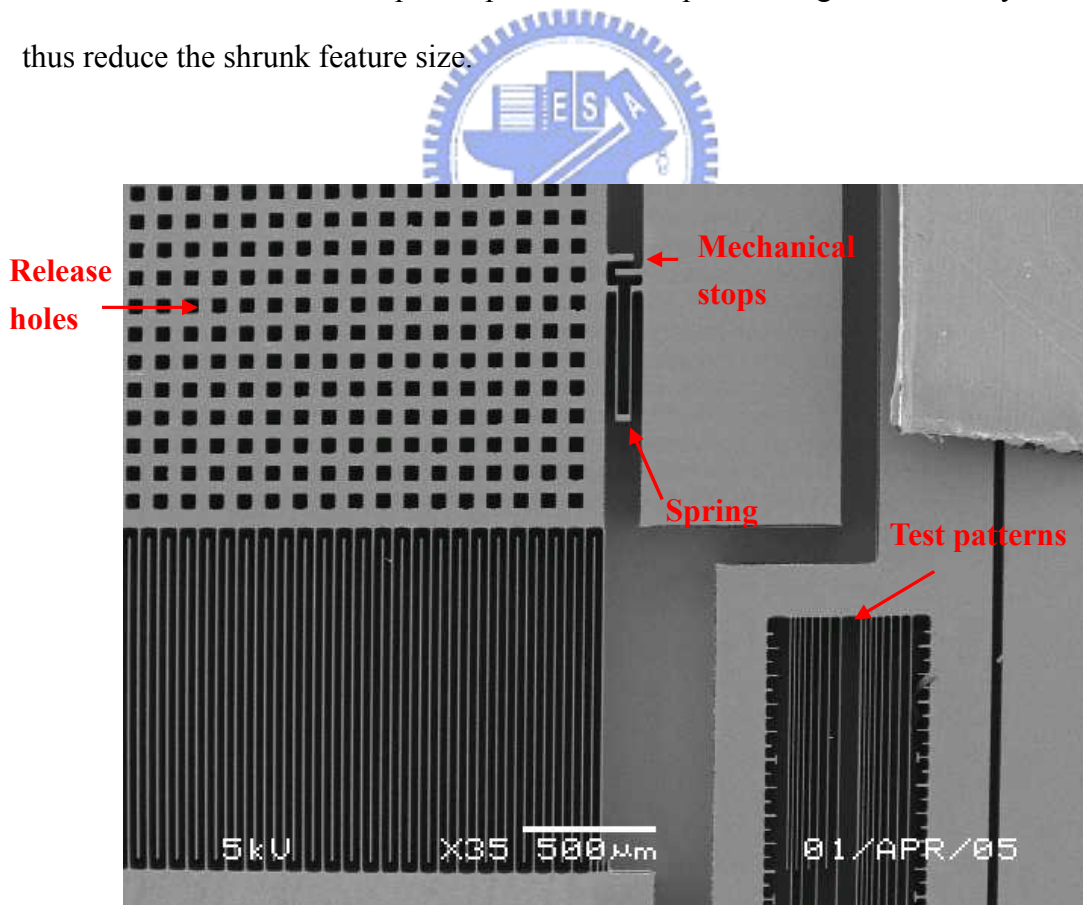 thus reduce the shrunk feature size.
E S A
Release
holes
Mechanical
stops
Spring
Test patterns
5kV X35 500µm 01/APR/05